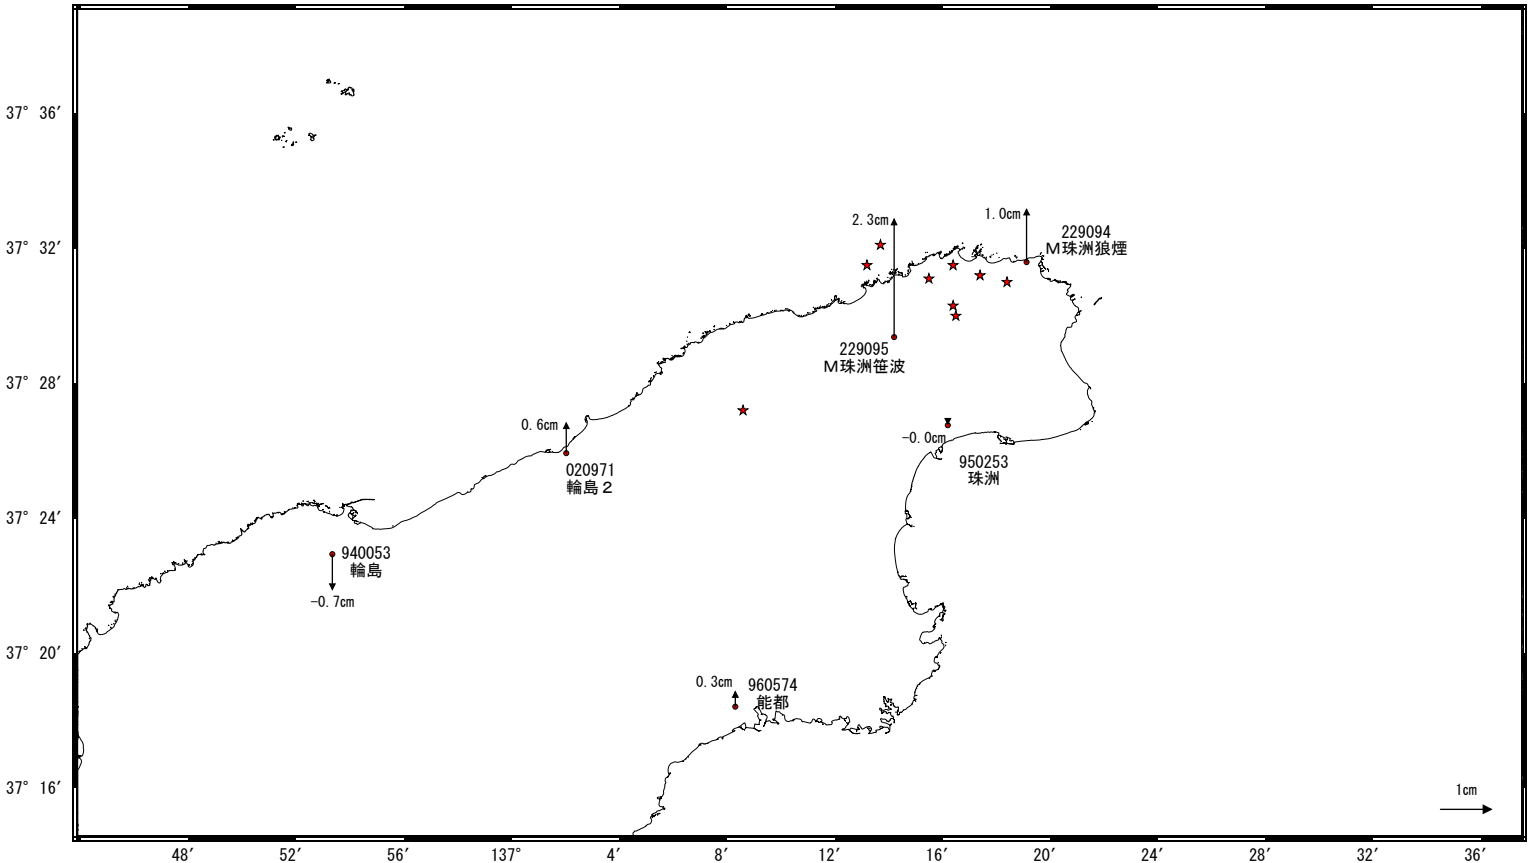 37° 36′
37° 32′
37° 28′
37° 24′
37° 20′
37° 16′
2.3cm
1.0cm
229094
M珠洲狼煙
229095
M珠洲笹波
0.6cm
020971
輪島２
-0.0cm
950253
珠洲
940053
輪島
-0.7cm
0.3cm
960574
能都
1cm
48′
52′
56′
137°
4′
8′
12′
16′
20′
24′
28′
32′
36′